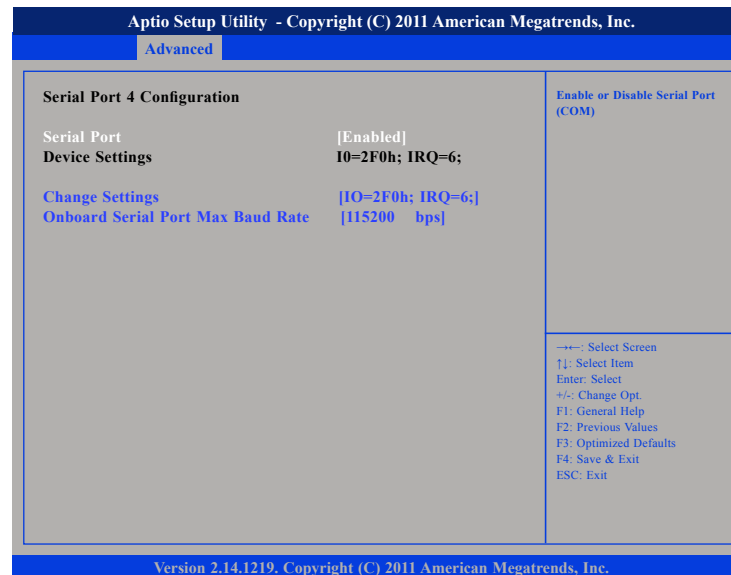 Aptio Setup Utility - Copyright (C) 2011 American Megatrends, Inc.
Advanced
Serial Port 4 Configuration
Serial Port [Enabled]
Device Settings I0=2F0h; IRQ=6;
Change Settings [IO=2F0h; IRQ=6;]
Onboard Serial Port Max Baud Rate [115200 bps]
Enable or Disable Serial Port
(COM)
→←: Select Screen
↑↓: Select Item
Enter: Select
+/-: Change Opt.
F1: General Help
F2: Previous Values
F3: Optimized Defaults
F4: Save & Exit
ESC: Exit
Version 2.14.1219. Copyright (C) 2011 American Megatrends, Inc.